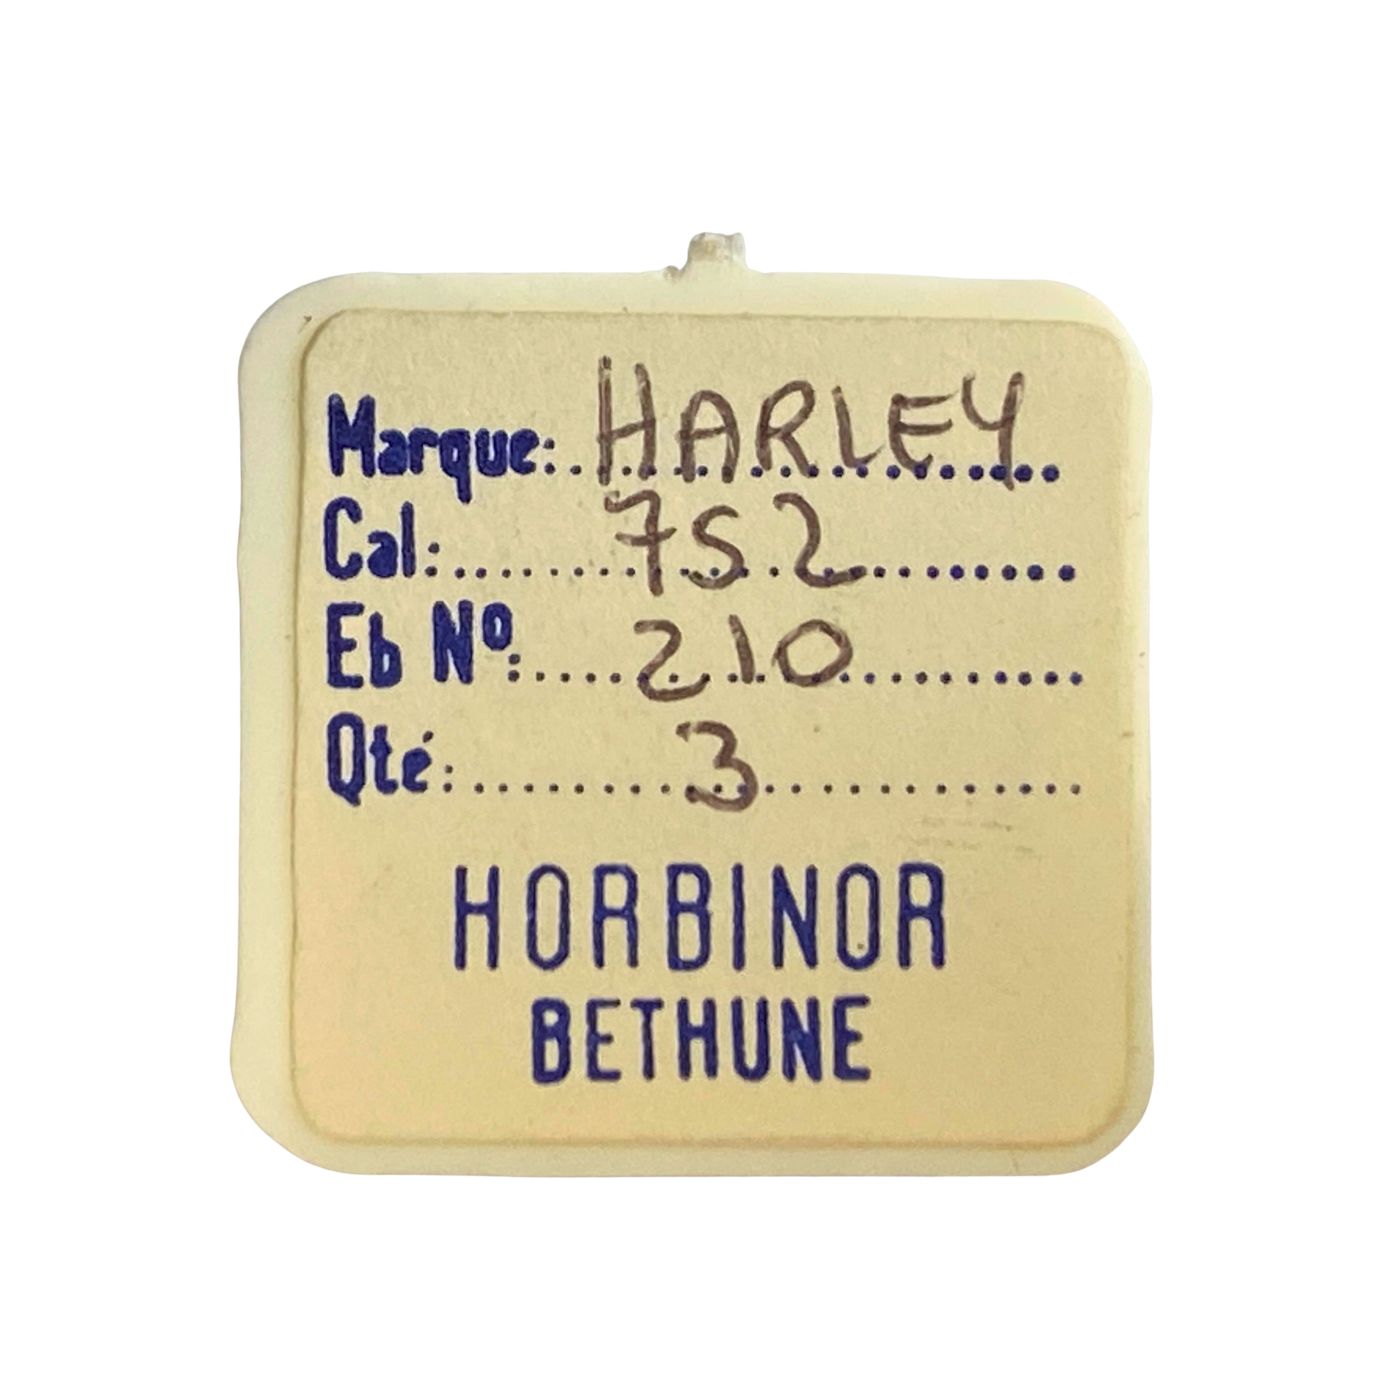 Marque: HARLEY
Cal: 752
Eb Nº: 210
Qté: 3
HORBINOR
BETHUNE